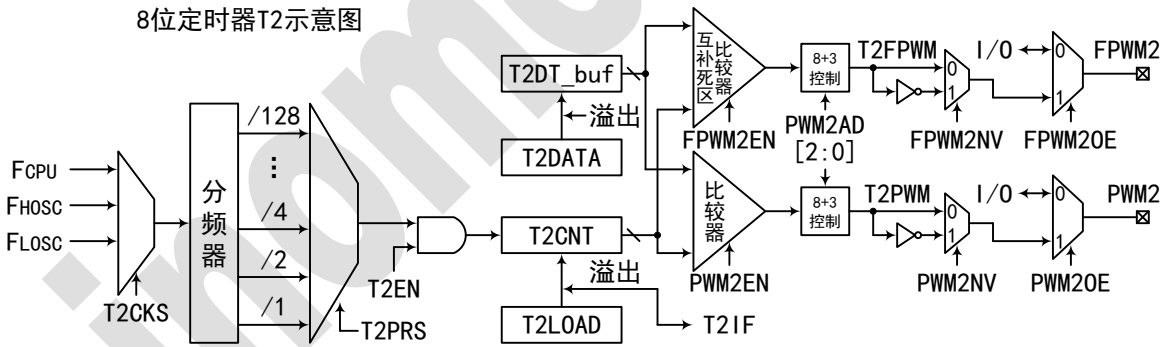 8位定时器T2示意图
T2DT_buf
溢出
T2DATA
互补死区
比较器
FPWM2EN
8+3
控制
PWM2AD
[2:0]
T2FPWM
0
1
FPWM2NV
I/O
0
1
FPWM2OE
FPWM2
FCPU
FHOSC
FLOSC
T2CKS
分频器
/128
⋮
/4
/2
/1
T2PRS
T2EN
T2CNT
溢出
T2LOAD
T2IF
比较器
PWM2EN
8+3
控制
T2PWM
0
1
PWM2NV
I/O
0
1
PWM2OE
PWM2